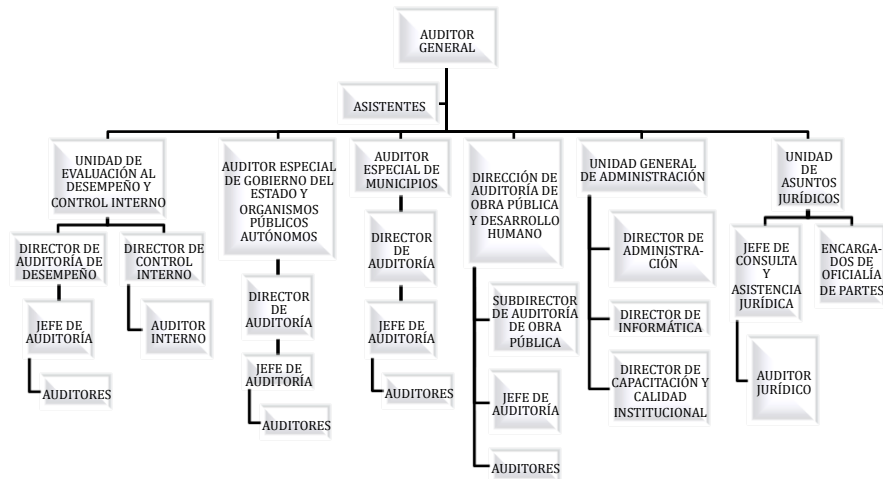 AUDITOR
GENERAL
ASISTENTES
UNIDAD DE
EVALUACIÓN AL
DESEMPEÑO Y
CONTROL INTERNO
DIRECTOR DE
AUDITORÍA DE
DESEMPEÑO
JEFE DE
AUDITORÍA
AUDITORES
DIRECTOR DE
CONTROL
INTERNO
AUDITOR
INTERNO
AUDITOR ESPECIAL
DE GOBIERNO DEL
ESTADO Y
ORGANISMOS
PÚBLICOS
AUTÓNOMOS
DIRECTOR
DE
AUDITORÍA
JEFE DE
AUDITORÍA
AUDITORES
AUDITOR
ESPECIAL DE
MUNICIPIOS
DIRECTOR
DE
AUDITORÍA
JEFE DE
AUDITORÍA
AUDITORES
DIRECCIÓN DE
AUDITORÍA DE
OBRA PÚBLICA
Y DESARROLLO
HUMANO
SUBDIRECTOR
DE AUDITORÍA
DE OBRA
PÚBLICA
JEFE DE
AUDITORÍA
AUDITORES
UNIDAD GENERAL
DE ADMINISTRACIÓN
DIRECTOR DE
ADMINISTRA-
CIÓN
DIRECTOR DE
INFORMÁTICA
DIRECTOR DE
CAPACITACIÓN Y
CALIDAD
INSTITUCIONAL
UNIDAD
DE
ASUNTOS
JURÍDICOS
JEFE DE
CONSULTA
Y
ASISTENCIA
JURÍDICA
AUDITOR
JURÍDICO
ENCARGA-
DOS DE
OFICIALÍA
DE PARTES